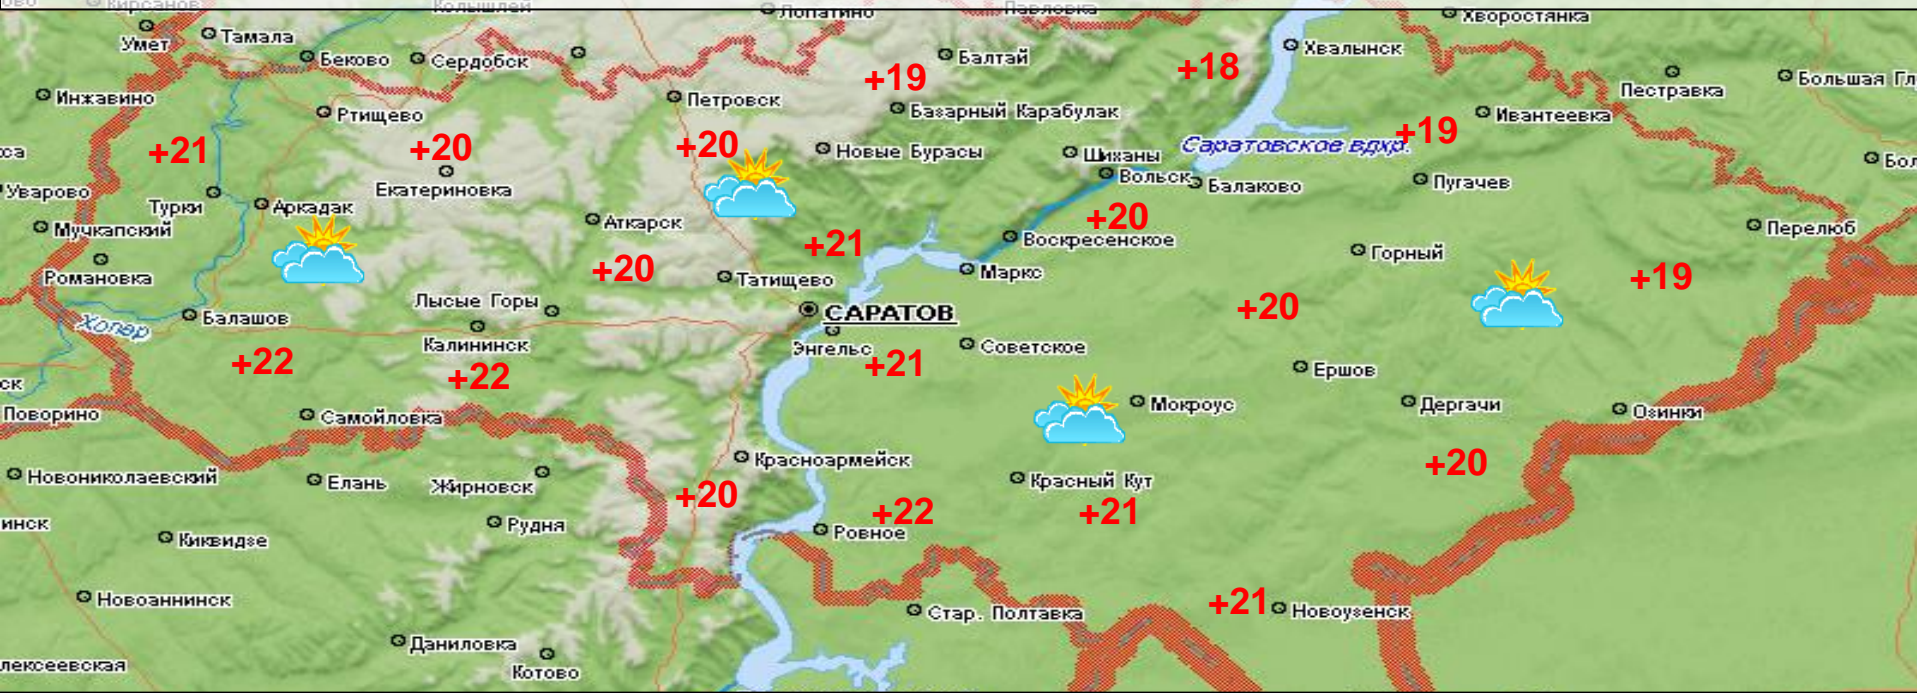 Кирсанов
Колышлей
Лопатино
Павловка
Хворостянка
Умет
Тамала
Беково
Сердобск
Балтай
Хвалынск
+19
+18
Пестравка
Большая Гл
Инжавино
Ртищево
Петровск
Базарный Карабулак
Ивантеевка
+21
+20
+20
Новые Бурасы
Шиханы
Саратовское вдхр.
+19
Уварово
Екатериновка
Вольск
Балаково
Пугачев
Бол
Турки
Аркадак
Мучкапский
Аткарск
+21
+20
Воскресенское
Горный
Перелюб
Романовка
+20
Татищево
Маркс
+19
Лысые Горы
САРАТОВ
+20
Хопер
Балашов
Калининск
Энгельс
Советское
+22
+22
+21
Ершов
ск
Поворино
Самойловка
Мокроус
Дергачи
Озинки
Новониколаевский
Елань
Жирновск
Красноармейск
Красный Кут
+20
+20
+22
+21
инск
Киквидзе
Рудня
Ровное
Новоаннинск
Стар. Полтавка
+21
Новоузенск
лексеевская
Даниловка
Котово